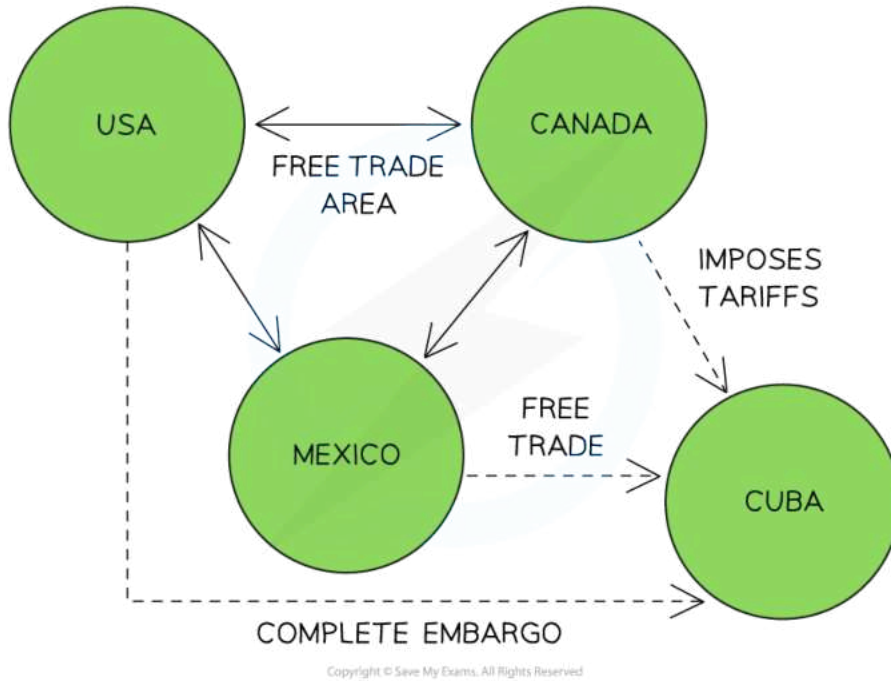 USA
CANADA
FREE TRADE
AREA
IMPOSES
TARIFFS
MEXICO
FREE
TRADE
CUBA
COMPLETE EMBARGO
Copyright © Save My Exams. All Rights Reserved